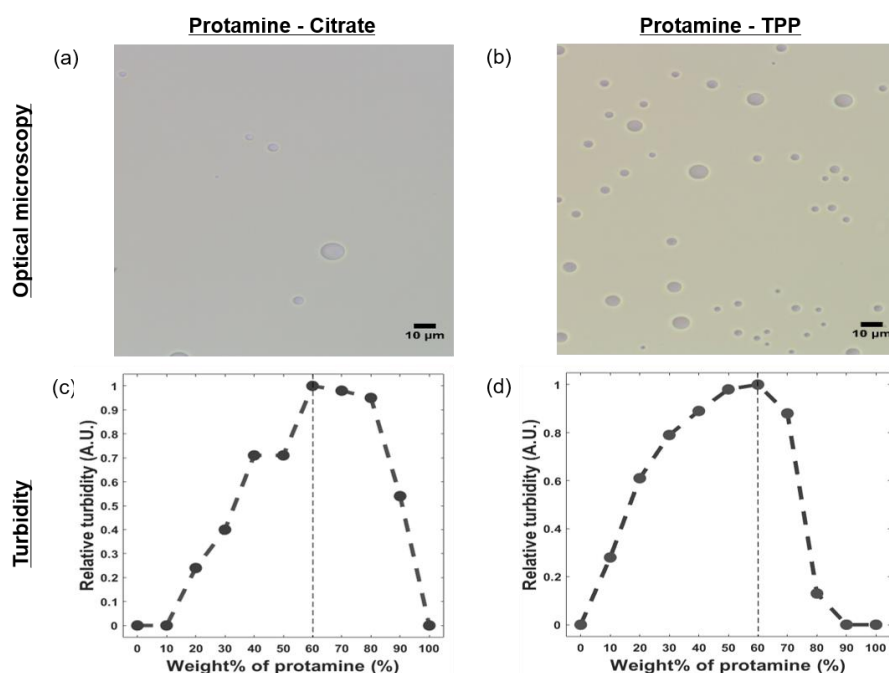 Protamine - Citrate
Protamine - TPP
(a)
(b)
Optical microscopy
10 μm
10 μm
(c)
(d)
Turbidity
Relative turbidity (A.U.)
1
0.9
0.8
0.7
0.6
0.5
0.4
0.3
0.2
0.1
0
0 10 20 30 40 50 60 70 80 90 100
Weight% of protamine (%)
Relative turbidity (A.U.)
1
0.8
0.6
0.4
0.2
0
0 10 20 30 40 50 60 70 80 90 100
Weight% of protamine (%)